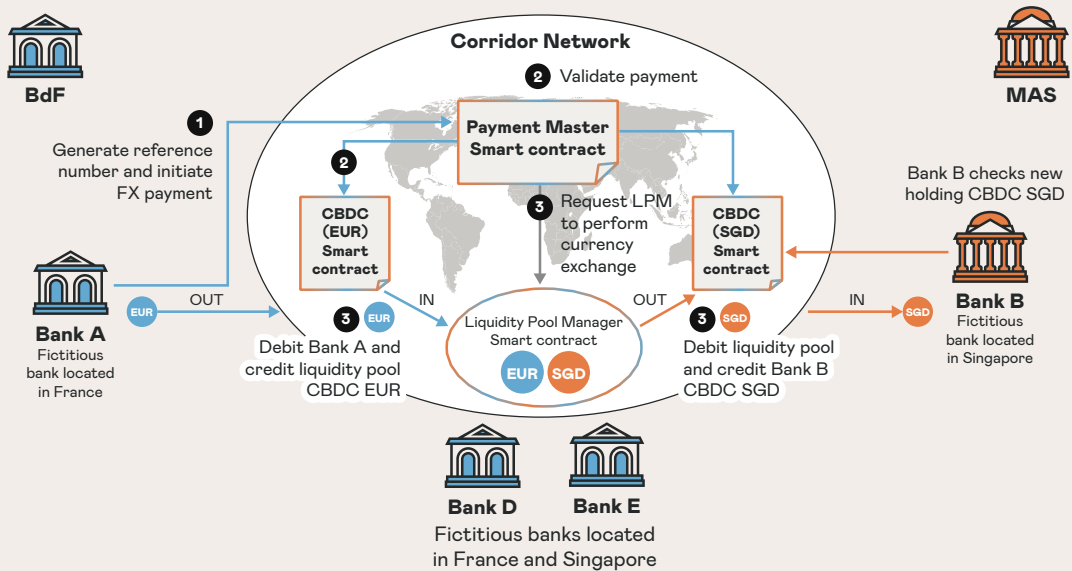 BdF
Corridor Network
MAS
2 Validate payment
1
Generate reference
number and initiate
FX payment
Payment Master
Smart contract
2
3 Request LPM
to perform
currency
exchange
Bank B checks new
holding CBDC SGD
CBDC
(EUR)
Smart
contract
CBDC
(SGD)
Smart
contract
EUR
OUT
Bank A
Fictitious
bank located
in France
3 EUR
IN
Debit Bank A and
credit liquidity pool
CBDC EUR
Liquidity Pool Manager
Smart contract
EUR
SGD
OUT
3 SGD
Debit liquidity pool
and credit Bank B
CBDC SGD
IN
SGD
Bank B
Fictitious
bank located
in Singapore
Bank D
Bank E
Fictitious banks located
in France and Singapore